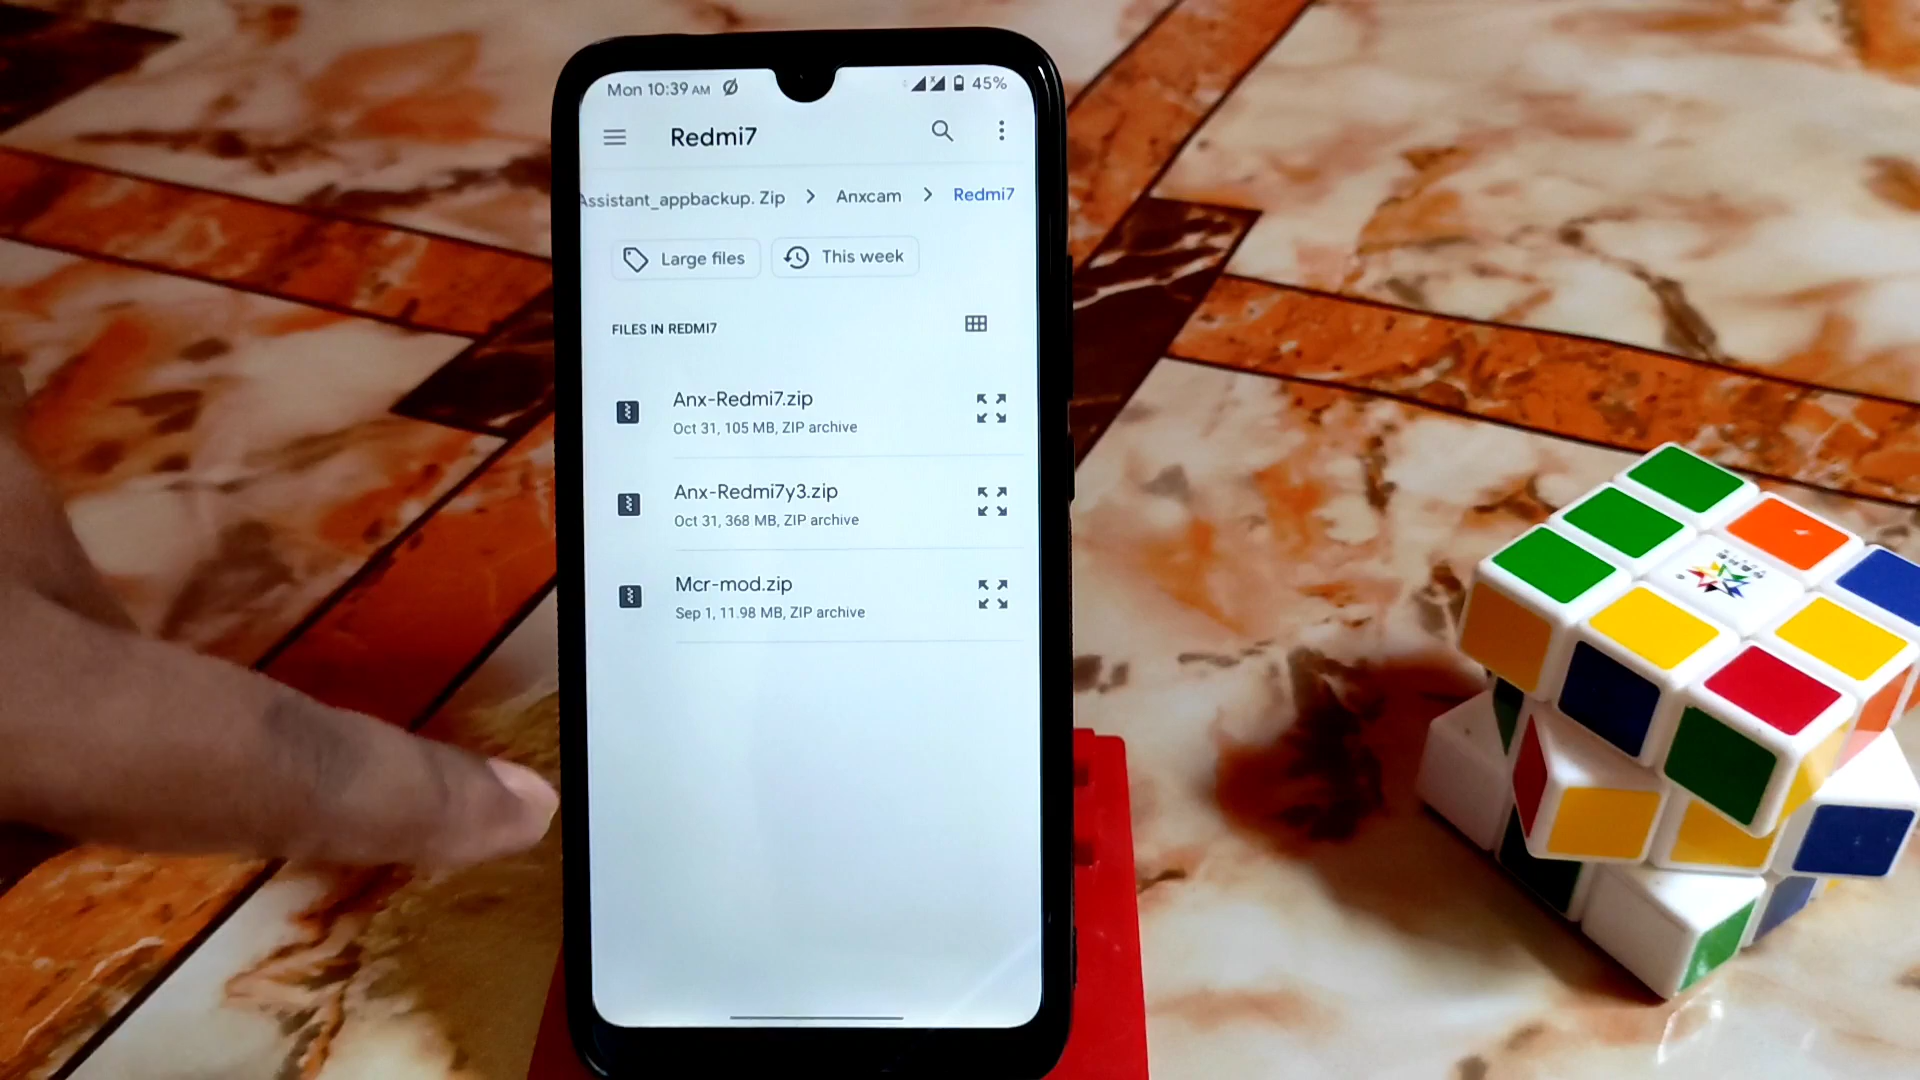 Mon 10:39 AM 45%
Redmi7
Assistant_appbackup. Zip > Anxcam > Redmi7
Large files This week
FILES IN REDMI7
Anx-Redmi7.zip
Oct 31, 105 MB, ZIP archive
Anx-Redmi7y3.zip
Oct 31, 368 MB, ZIP archive
Mcr-mod.zip
Sep 1, 11.98 MB, ZIP archive